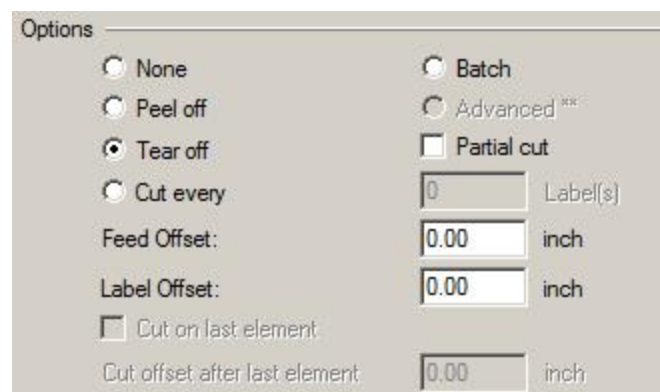 Options
None Batch
Peel off Advanced **
Tear off Partial cut
Cut every 0 Label(s)
Feed Offset: 0.00 inch
Label Offset: 0.00 inch
Cut on last element
Cut offset after last element 0.00 inch